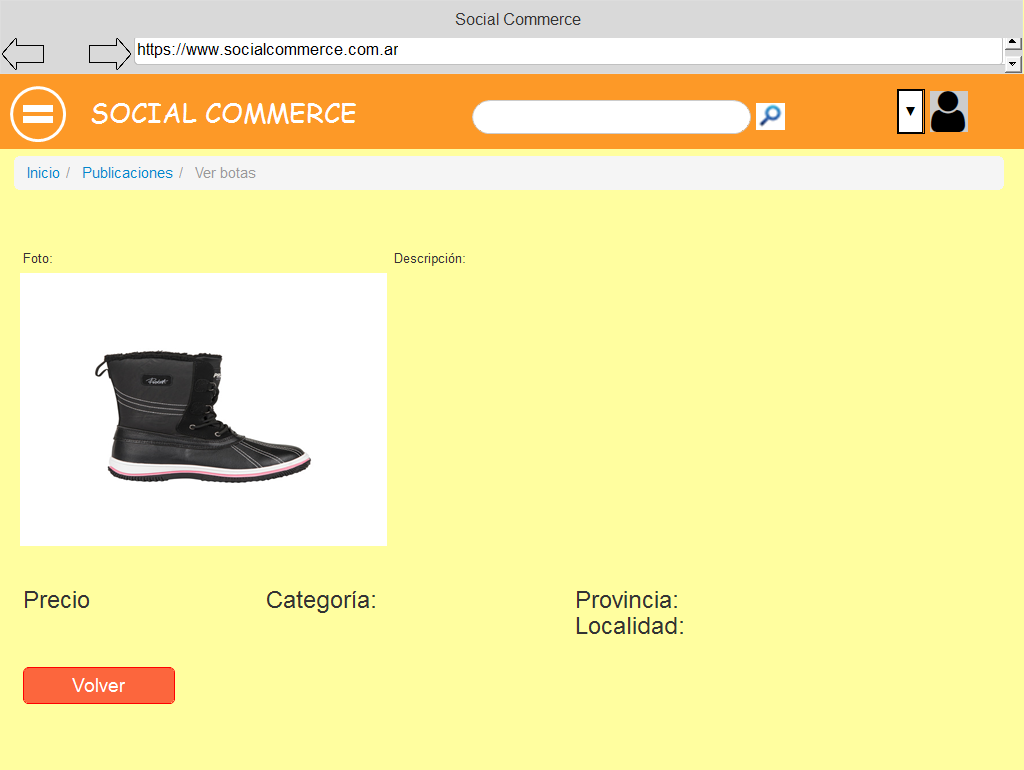 Social Commerce
https://www.socialcommerce.com.ar
SOCIAL COMMERCE
Inicio / Publicaciones / Ver botas
Foto:
Descripción:
Precio
Categoría:
Provincia:
Localidad:
Volver